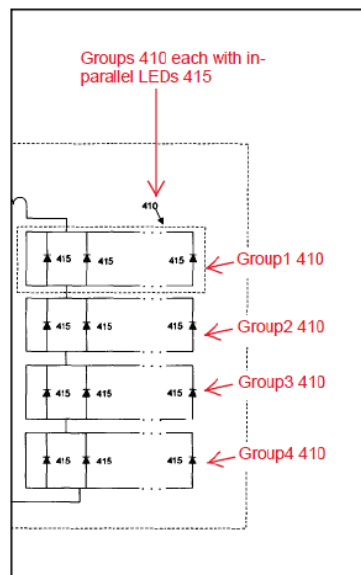 Groups 410 each with in-
parallel LEDs 415
410
415 415 415 Group1 410
415 415 415 Group2 410
415 415 415 Group3 410
415 415 415 Group4 410